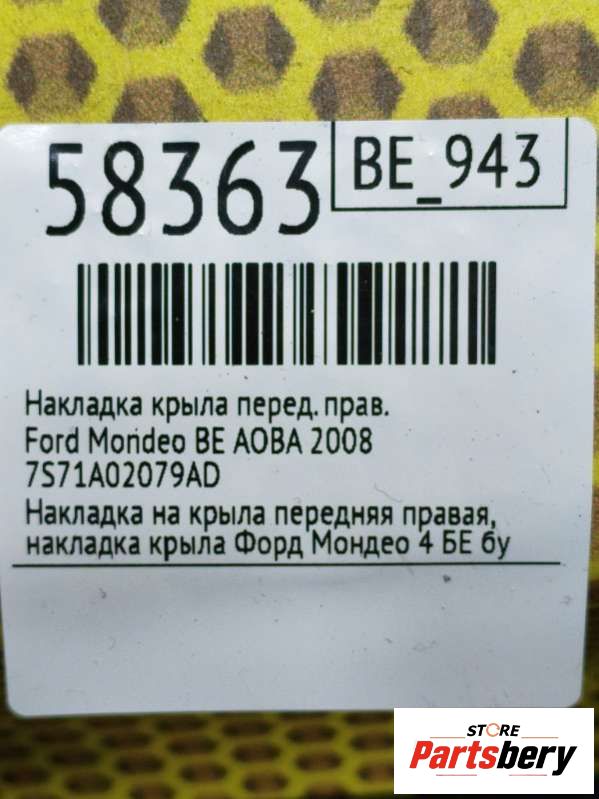 58363
BE_943
Накладка крыла перед. прав.
Ford Mondeo BE AOBA 2008
7S71A02079AD
Накладка на крыла передняя правая,
накладка крыла Форд Мондео 4 БЕ бу
STORE
Partsbery